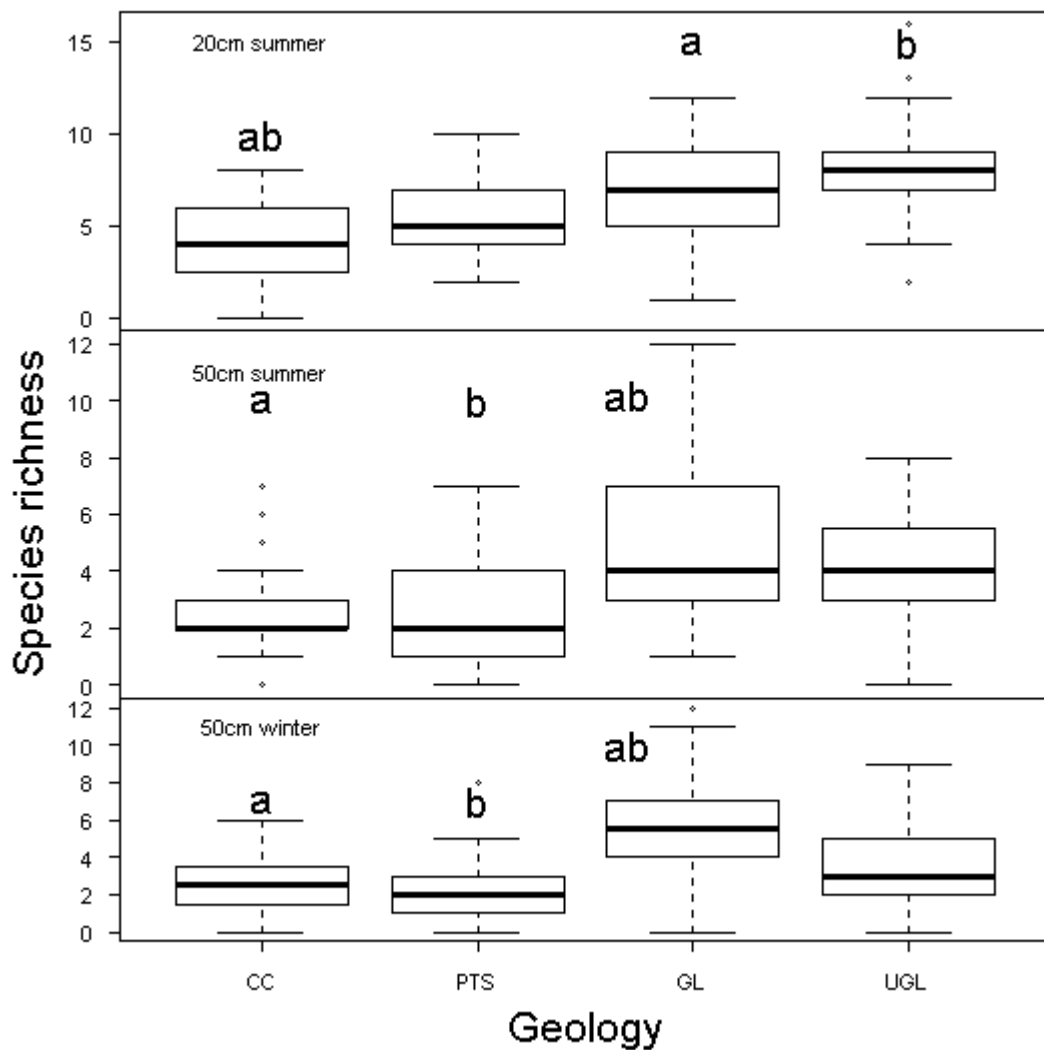 Species richness
20cm summer
15
10
5
0
ab
a
b
50cm summer
12
10
8
6
4
2
0
a
b
ab
50cm winter
12
10
8
6
4
2
0
a
b
ab
CC PTS GL UGL
Geology